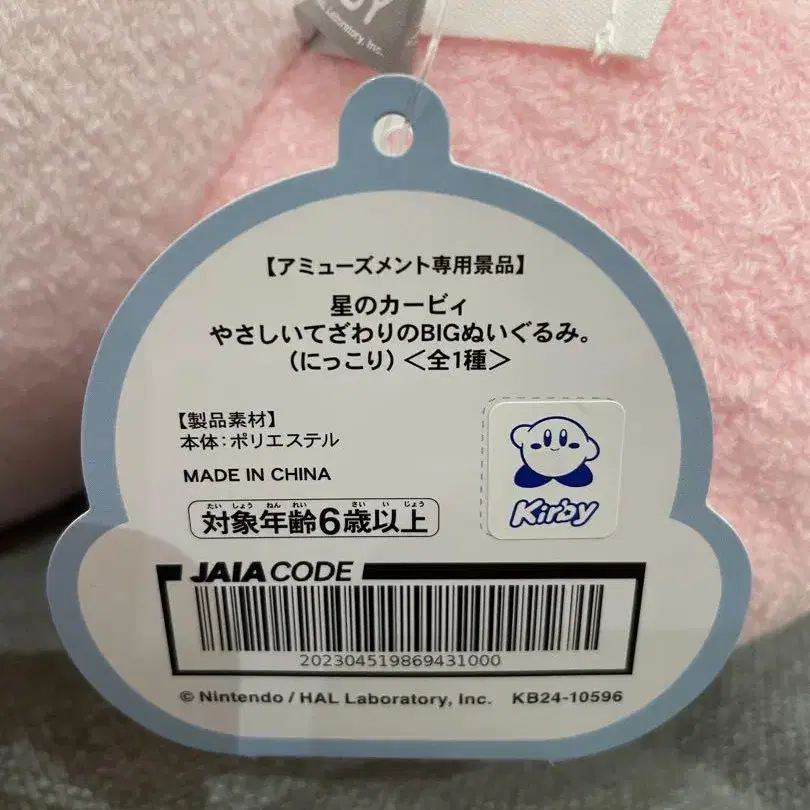 BY
Laboratory, Inc.
【アミューズメント専用景品】
星のカービィ
やさしいてざわりのBIGぬいぐるみ。
(にっこり)<全1種>
【製品素材】
本体:ポリエステル
MADE IN CHINA
たいしょうねんれい さい い じょう
対象年齢6歳以上
Kirby
JAIA CODE
202304519869431000
© Nintendo / HAL Laboratory, Inc. KB24-10596